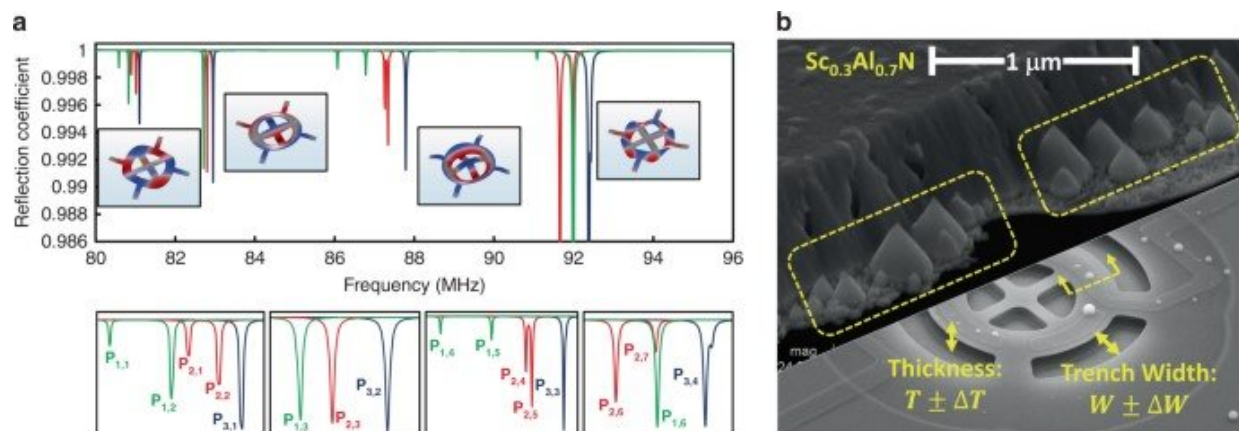 a
1
0.998
0.996
0.994
0.992
0.99
0.988
0.986
Reflection coefficient
80 82 84 86 88 90 92 94 96
Frequency (MHz)
P1,1
P1,2
P2,1
P2,2
P3,1
P1,3
P2,3
P3,2
P1,4
P1,5
P2,4
P2,5
P3,3
P2,6
P2,7
P1,6
P3,4
b
Sc0.3Al0.7N
1 μm
mag
Thickness:
T ± ΔT
Trench Width:
W ± ΔW